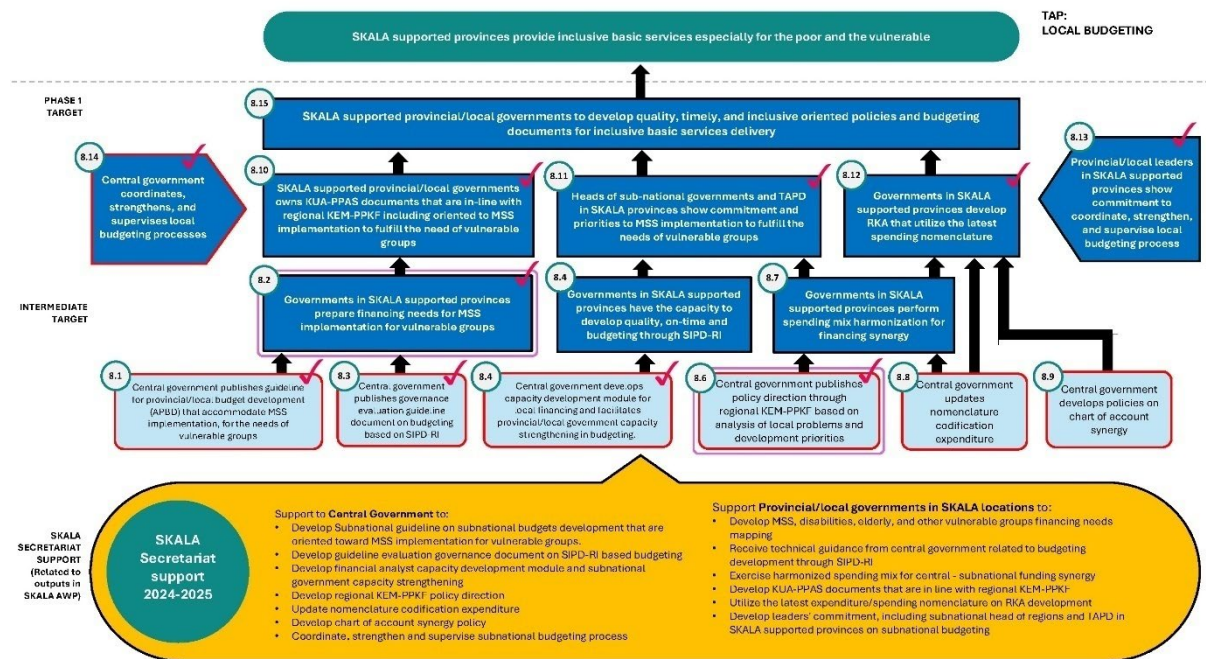 TAP:
LOCAL BUDGETING
SKALA supported provinces provide inclusive basic services especially for the poor and the vulnerable
PHASE 1
TARGET
8.15
SKALA supported provincial/local governments to develop quality, timely, and inclusive oriented policies and budgeting
documents for inclusive basic services delivery
8.14
Central government
coordinates,
strengthens, and
supervises local
budgeting processes
8.10
SKALA supported provincial/local governments
owns KUA-PPAS documents that are in-line with
regional KEM-PPKF including oriented to MSS
implementation to fulfill the need of vulnerable
groups
8.11
Heads of sub-national governments and TAPD
in SKALA provinces show commitment and
priorities to MSS implementation to fulfill the
needs of vulnerable groups
8.12
Governments in SKALA
supported provinces develop
RKA that utilize the latest
spending nomenclature
8.13
Provincial/local leaders
in SKALA supported
provinces show
commitment to
coordinate, strengthen,
and supervise local
budgeting process
INTERMEDIATE
TARGET
8.2
Governments in SKALA supported provinces
prepare financing needs for MSS
implementation for vulnerable groups
8.4
Governments in SKALA supported
provinces have the capacity to
develop quality, on-time and
budgeting through SIPD-RI
8.7
Governments in SKALA
supported provinces perform
spending mix harmonization for
financing synergy
8.1
Central government publishes guideline
for provincial/local budget development
(APBD) that accommodate MSS
implementation, for the needs of
vulnerable groups
8.3
Central government
publishes governance
evaluation guideline
document on budgeting
based on SIPD-RI
8.4
Central government develops
capacity development module for
local financing and facilitates
provincial/local government capacity
strengthening in budgeting.
8.6
Central government publishes
policy direction through
regional KEM-PPKF based on
analysis of local problems and
development priorities
8.8
Central government
updates
nomenclature
codification
expenditure
8.9
Central government
develops policies on
chart of account
synergy
SKALA
SECRETARIAT
SUPPORT
(Related to
outputs in
SKALA AWP)
SKALA
Secretariat
support
2024-2025
Support to Central Government to:
• Develop Subnational guideline on subnational budgets development that are
oriented toward MSS implementation for vulnerable groups.
• Develop guideline evaluation governance document on SIPD-RI based budgeting
• Develop financial analyst capacity development module and subnational
government capacity strengthening
• Develop regional KEM-PPKF policy direction
• Update nomenclature codification expenditure
• Develop chart of account synergy policy
• Coordinate, strengthen and supervise subnational budgeting process
Support Provincial/local governments in SKALA locations to:
• Develop MSS, disabilities, elderly, and other vulnerable groups financing needs
mapping
• Receive technical guidance from central government related to budgeting
development through SIPD-RI
• Exercise harmonized spending mix for central - subnational funding synergy
• Develop KUA-PPAS documents that are in line with regional KEM-PPKF
• Utilize the latest expenditure/spending nomenclature on RKA development
• Develop leaders' commitment, including subnational head of regions and TAPD in
SKALA supported provinces on subnational budgeting